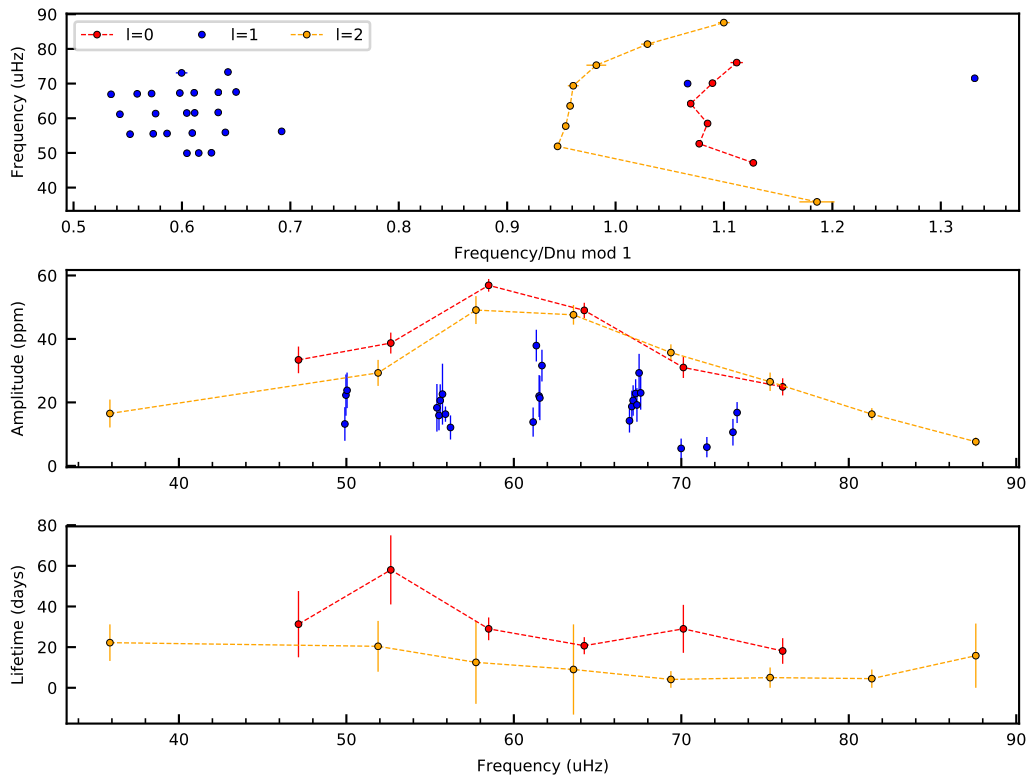 90
80
70
60
50
40
Frequency (uHz)
l=0 l=1 l=2
0.5 0.6 0.7 0.8 0.9 1.0 1.1 1.2 1.3
Frequency/Dnu mod 1
60
40
20
0
Amplitude (ppm)
40 50 60 70 80 90
80
60
40
20
0
Lifetime (days)
40 50 60 70 80 90
Frequency (uHz)